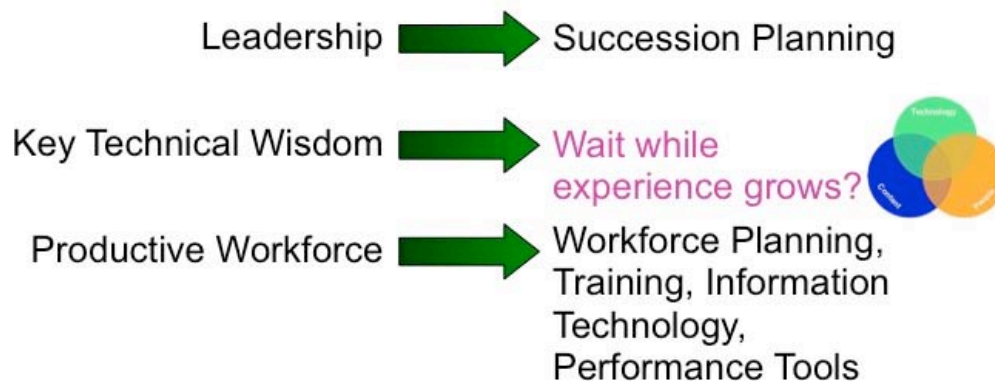 Leadership
Succession Planning
Key Technical Wisdom
Wait while
experience grows?
Technology
Content
People
Productive Workforce
Workforce Planning,
Training, Information
Technology,
Performance Tools